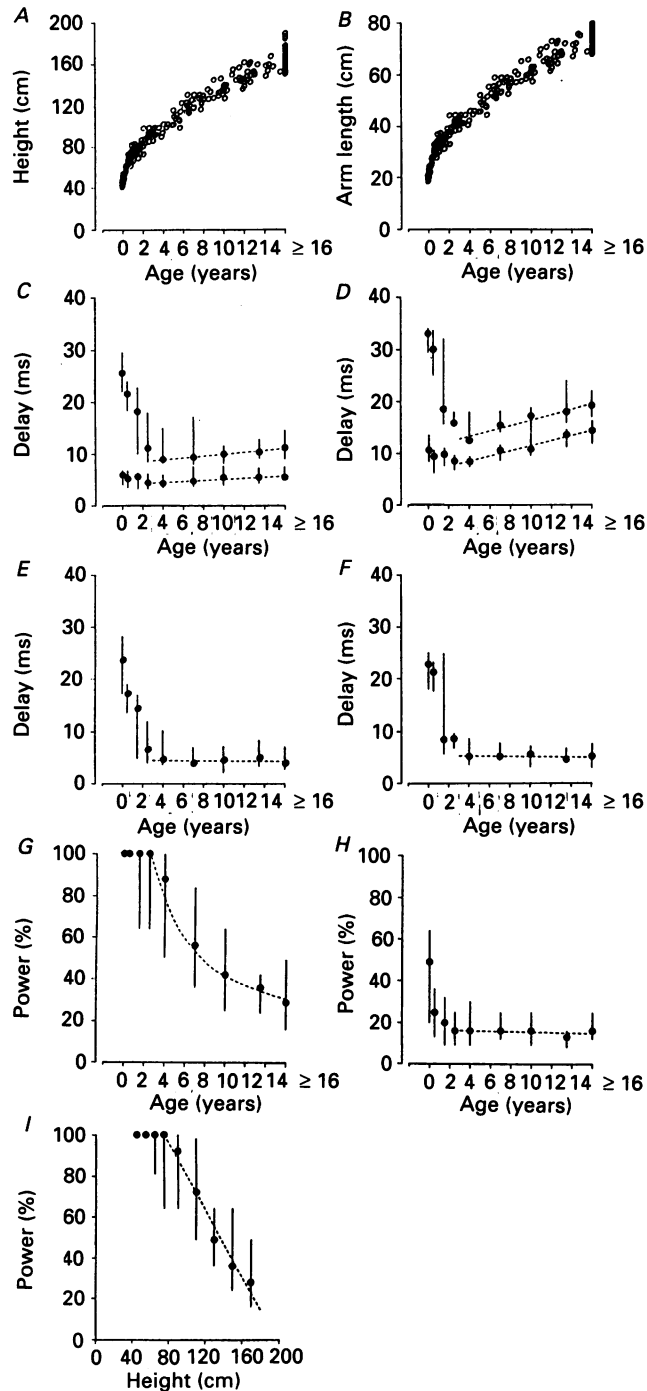 A
Height (cm)
200
160
120
80
40
0
0 2 4 6 8 10 12 14 ≥ 16
Age (years)
B
Arm length (cm)
80
60
40
20
0
0 2 4 6 8 10 12 14 ≥ 16
Age (years)
C
Delay (ms)
40
30
20
10
0
0 2 4 6 8 10 12 14 ≥ 16
Age (years)
D
Delay (ms)
40
30
20
10
0
0 2 4 6 8 10 12 14 ≥ 16
Age (years)
E
Delay (ms)
40
30
20
10
0
0 2 4 6 8 10 12 14 ≥ 16
Age (years)
F
Delay (ms)
40
30
20
10
0
0 2 4 6 8 10 12 14 ≥ 16
Age (years)
G
Power (%)
100
80
60
40
20
0
0 2 4 6 8 10 12 14 ≥ 16
Age (years)
H
Power (%)
100
80
60
40
20
0
0 2 4 6 8 10 12 14 ≥ 16
Age (years)
I
Power (%)
100
80
60
40
20
0
0 40 80 120 160 200
Height (cm)